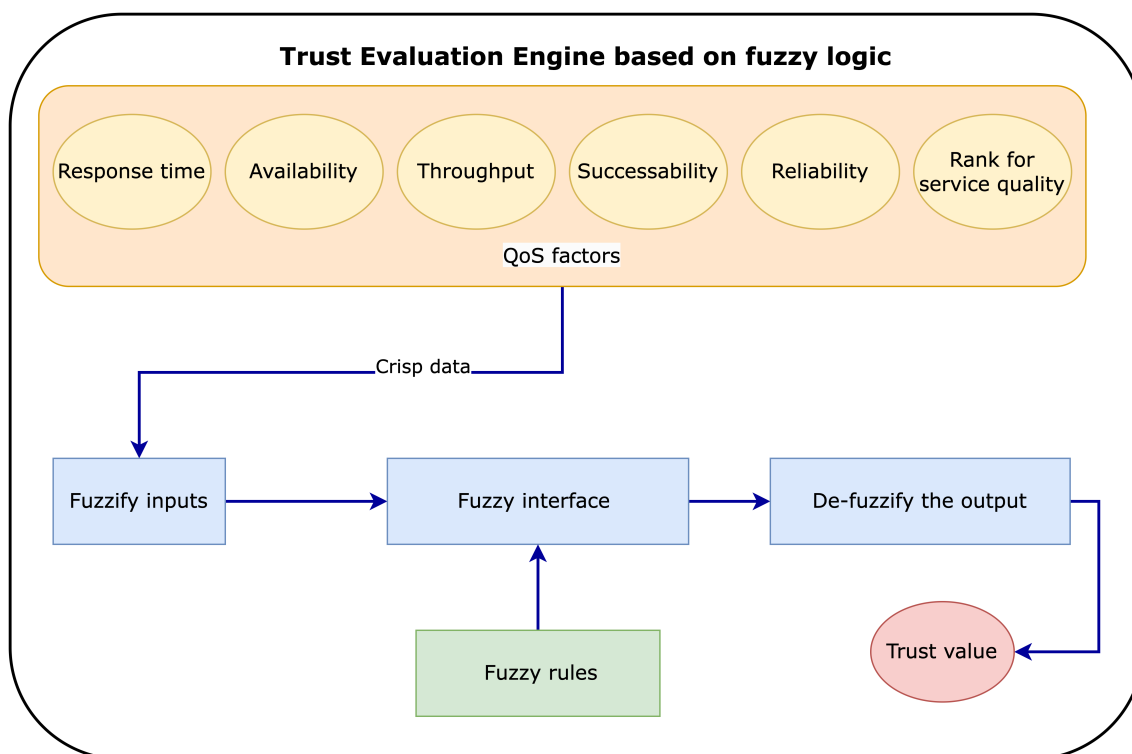 Trust Evaluation Engine based on fuzzy logic
Response time
Availability
Throughput
Successability
Reliability
Rank for
service quality
QoS factors
Crisp data
Fuzzify inputs
Fuzzy interface
De-fuzzify the output
Fuzzy rules
Trust value